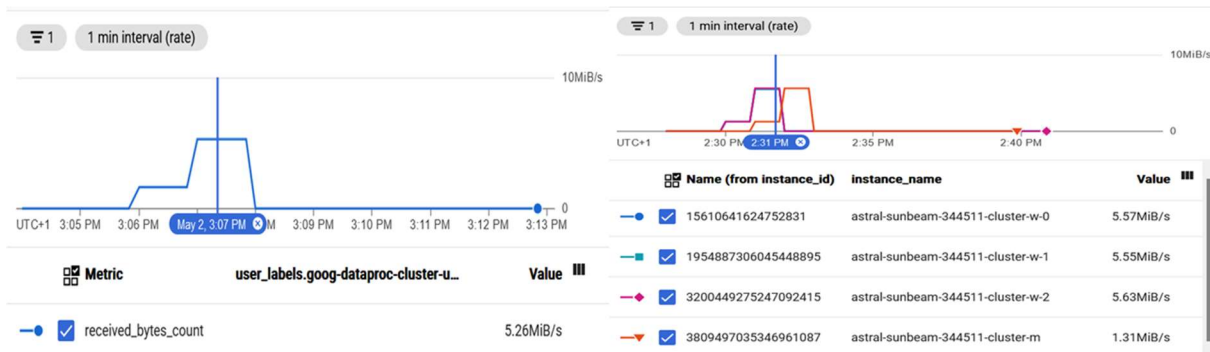 1
1 min interval (rate)
10MiB/s
0
UTC+1 3:05 PM 3:06 PM May 2, 3:07 PM M 3:09 PM 3:10 PM 3:11 PM 3:12 PM 3:13 PM
Metric user_labels.goog-dataproc-cluster-u... Value
received_bytes_count 5.26MiB/s
1
1 min interval (rate)
10MiB/s
0
UTC+1 2:30 PM 2:31 PM 2:35 PM 2:40 PM
Name (from instance_id) instance_name Value
15610641624752831 astral-sunbeam-344511-cluster-w-0 5.57MiB/s
1954887306045448895 astral-sunbeam-344511-cluster-w-1 5.55MiB/s
3200449275247092415 astral-sunbeam-344511-cluster-w-2 5.63MiB/s
3809497035346961087 astral-sunbeam-344511-cluster-m 1.31MiB/s